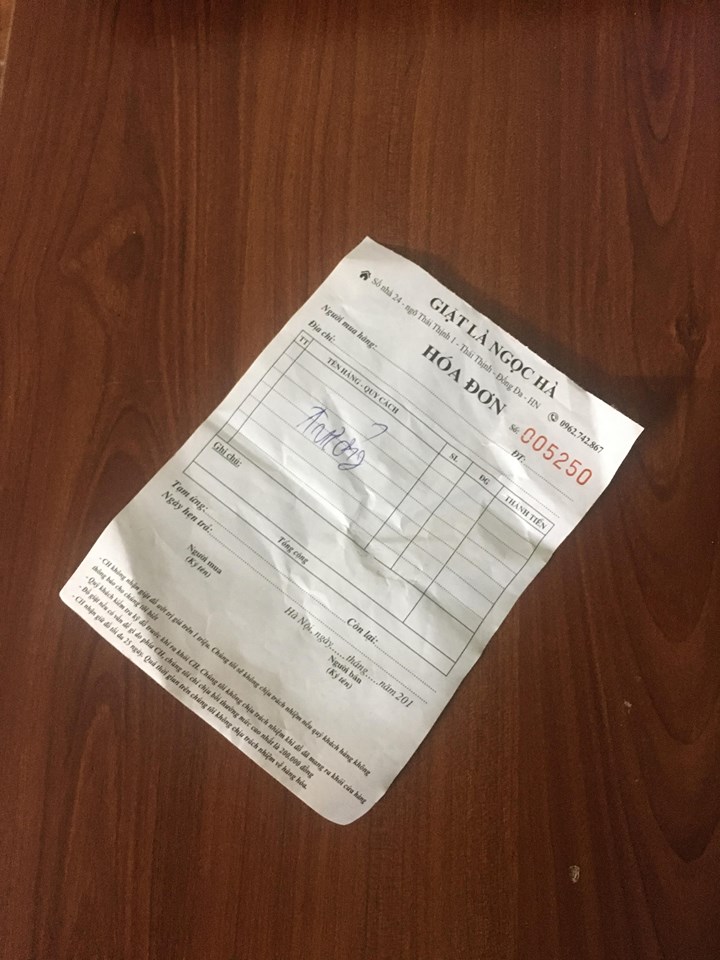 GIẶT LÀ NGỌC HÀ
Số nhà 24 - ngõ Thái Thịnh 1 - Thái Thịnh - Đống Đa - HN 0962.742.867
HÓA ĐƠN
Số: 005250
Người mua hàng:
Địa chỉ: ĐT:
TT TÊN HÀNG - QUY CÁCH SL ĐG THÀNH TIỀN
Ghi chú:
Tổng cộng
Tạm ứng: Còn lại:
Ngày hẹn trả:
Hà Nội, ngày.......tháng......năm 201
Người mua Người bán
(Ký tên) (Ký tên)
- CH không nhận giặt đồ ướt trị giá trên 1 triệu. Chúng tôi sẽ không chịu trách nhiệm nếu quý khách hàng không
thông báo cho chúng tôi biết
- Quý khách kiểm tra kỹ đồ trước khi ra khỏi CH. Chúng tôi không chịu trách nhiệm khi đồ đã mang ra khỏi cửa hàng
- Đồ giặt nếu có vấn đề gì do phía CH, chúng tôi chỉ chịu bồi thường mức cao nhất là 200.000 đồng
- CH nhận giữ đồ tối đa 25 ngày. Quá thời gian trên chúng tôi không chịu trách nhiệm về hàng hóa.